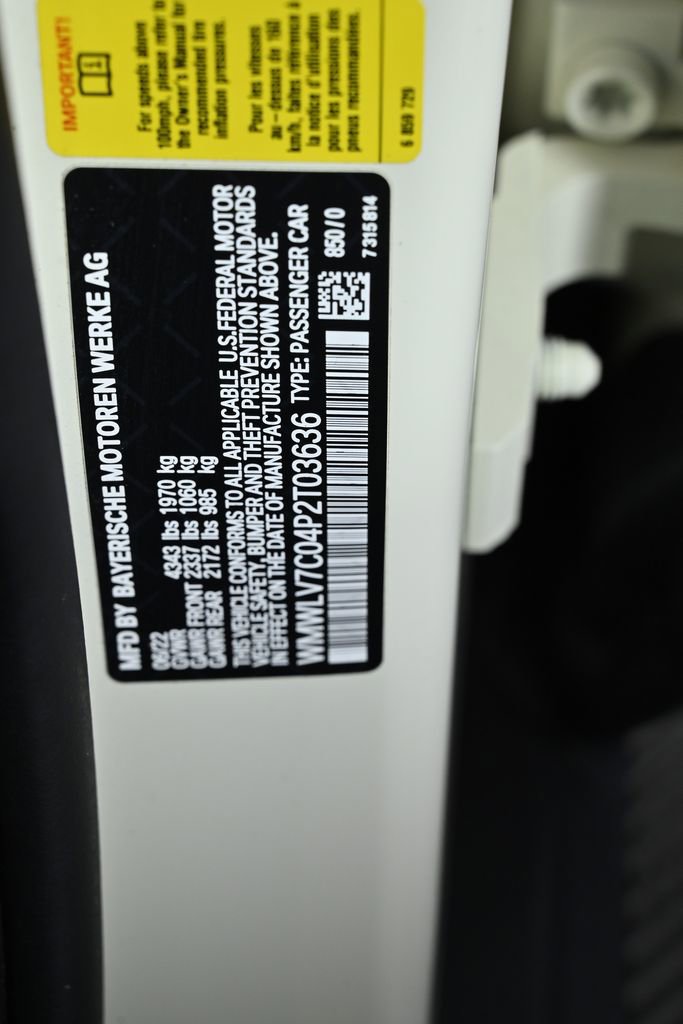 IMPORTANT!
For speeds above
100mph, please refer to
the Owner's Manual for
recommended tire
inflation pressures.
Pour les vitesses
au-dessus de 160
km/h, faites référence à
la notice d'utilisation
pour les pressions de
pneus recommandées.
6 859 729
MFD BY BAYERISCHE MOTOREN WERKE AG
06/22
GVWR 4343 lbs 1970 kg
GAWR FRONT 2337 lbs 1060 kg
GAWR REAR 2172 lbs 985 kg
THIS VEHICLE CONFORMS TO ALL APPLICABLE U.S.FEDERAL MOTOR
VEHICLE SAFETY, BUMPER AND THEFT PREVENTION STANDARDS
IN EFFECT ON THE DATE OF MANUFACTURE SHOWN ABOVE.
WMWLV7C04P2T03636 TYPE: PASSENGER CAR
850/0
7 315 814